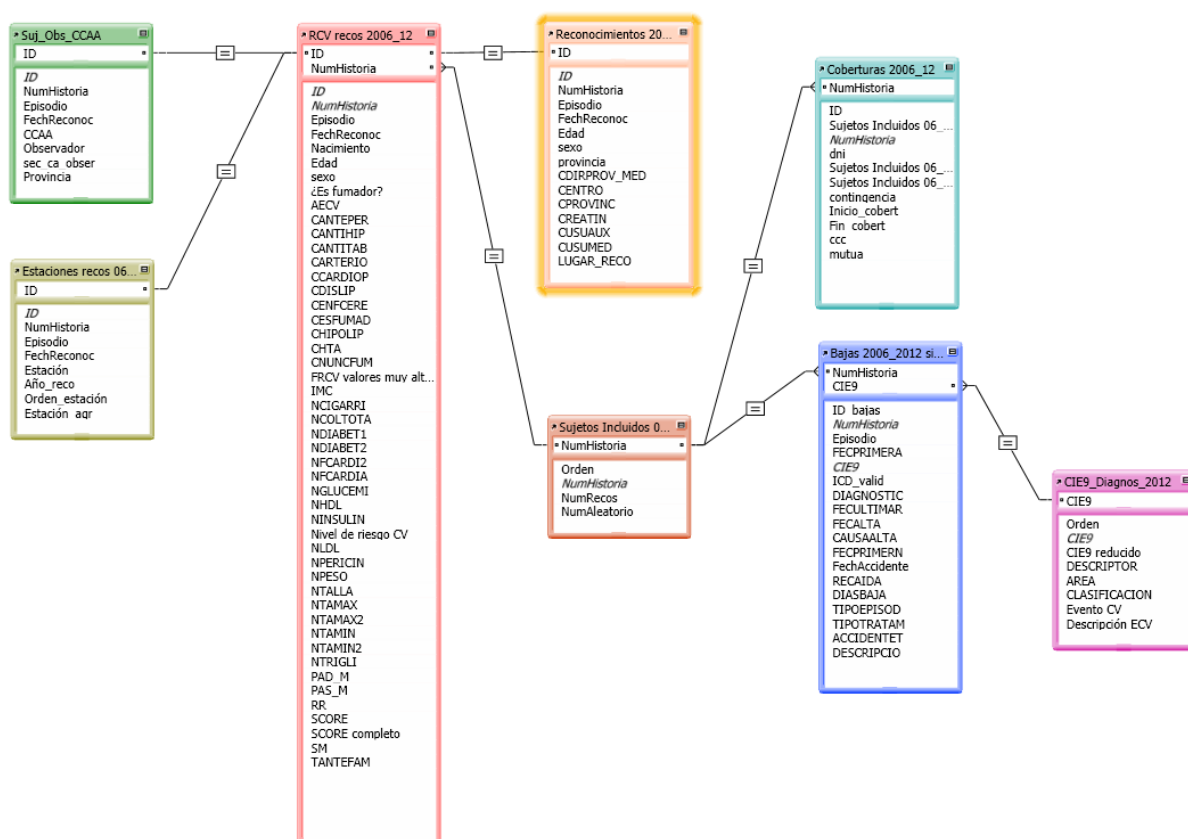 Suj_Obs_CCAA
ID
ID
NumHistoria
Episodio
FechReconoc
CCAA
Observador
sec_ca_obser
Provincia
Estaciones recos 06...
ID
ID
NumHistoria
Episodio
FechReconoc
Estación
Año_reco
Orden_estación
Estación_agr
RCV recos 2006_12
ID
NumHistoria
ID
NumHistoria
Episodio
FechReconoc
Nacimiento
Edad
sexo
¿Es fumador?
AECV
CANTEPER
CANTIHIP
CANTITAB
CARTERIO
CCARDIOP
CDISLIP
CENFCERE
CESFUMAD
CHIPOLIP
CHTA
CNUNCFUM
FRCV valores muy alt...
IMC
NCIGARRI
NCOLTOTA
NDIABET1
NDIABET2
NFCARDI2
NFCARDIA
NGLUCEMI
NHDL
NINSULIN
Nivel de riesgo CV
NLDL
NPERICIN
NPESO
NTALLA
NTAMAX
NTAMAX2
NTAMIN
NTAMIN2
NTRIGLI
PAD_M
PAS_M
RR
SCORE
SCORE completo
SM
TANTEFAM
Reconocimientos 20...
ID
ID
NumHistoria
Episodio
FechReconoc
Edad
sexo
provincia
CDIRPROV_MED
CENTRO
CPROVINC
CREATIN
CUSUAUX
CUSUMED
LUGAR_RECO
Sujetos Incluidos 0...
NumHistoria
Orden
NumHistoria
NumRecos
NumAleatorio
Coberturas 2006_12
NumHistoria
ID
Sujetos Incluidos 06_...
NumHistoria
dni
Sujetos Incluidos 06_...
Sujetos Incluidos 06_...
contingencia
Inicio_cobert
Fin_cobert
ccc
mutua
Bajas 2006_2012 si...
NumHistoria
CIE9
ID_bajas
NumHistoria
Episodio
FECPRIMERA
CIE9
ICD_valid
DIAGNOSTIC
FECULTIMAR
FECALTA
CAUSAALTA
FECPRIMERN
FechAccidente
RECAIDA
DIASBAJA
TIPOEPISOD
TIPOTRATAM
ACCIDENTET
DESCRIPCIO
CIE9_Diagnos_2012
CIE9
Orden
CIE9
CIE9 reducido
DESCRIPTOR
AREA
CLASIFICACION
Evento CV
Descripción ECV